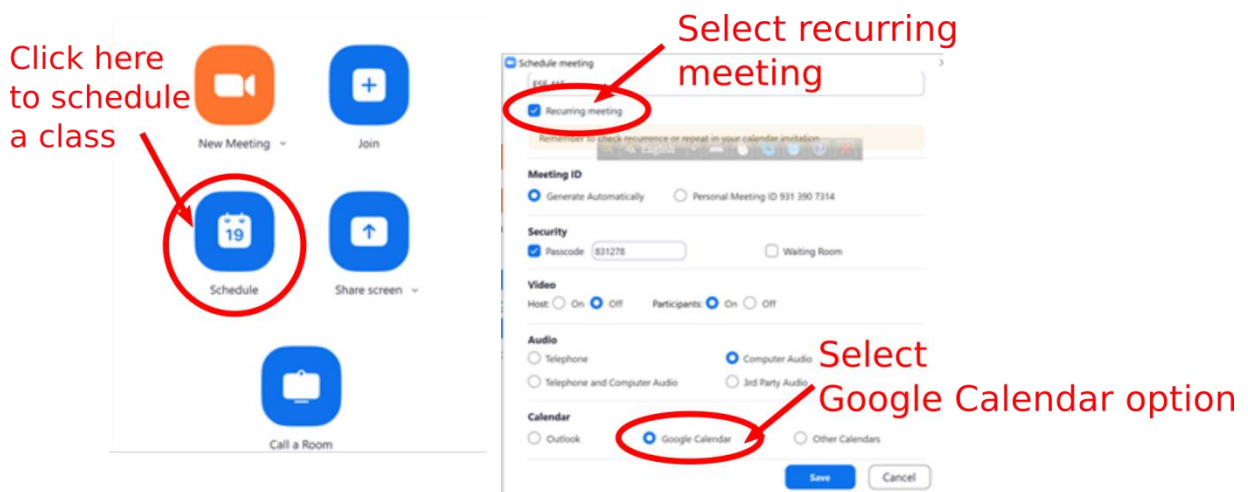 Click here
to schedule
a class
New Meeting
Join
19
Schedule
Share screen
Call a Room
Select recurring
meeting
Schedule meeting
Recurring meeting
Remember to check recurrence or repeat in your calendar invitation
English
Meeting ID
Generate Automatically Personal Meeting ID 931 390 7314
Security
Passcode 831278 Waiting Room
Video
Host: On Off Participants: On Off
Audio
Telephone Computer Audio
Telephone and Computer Audio 3rd Party Audio
Select
Google Calendar option
Calendar
Outlook Google Calendar Other Calendars
Save Cancel